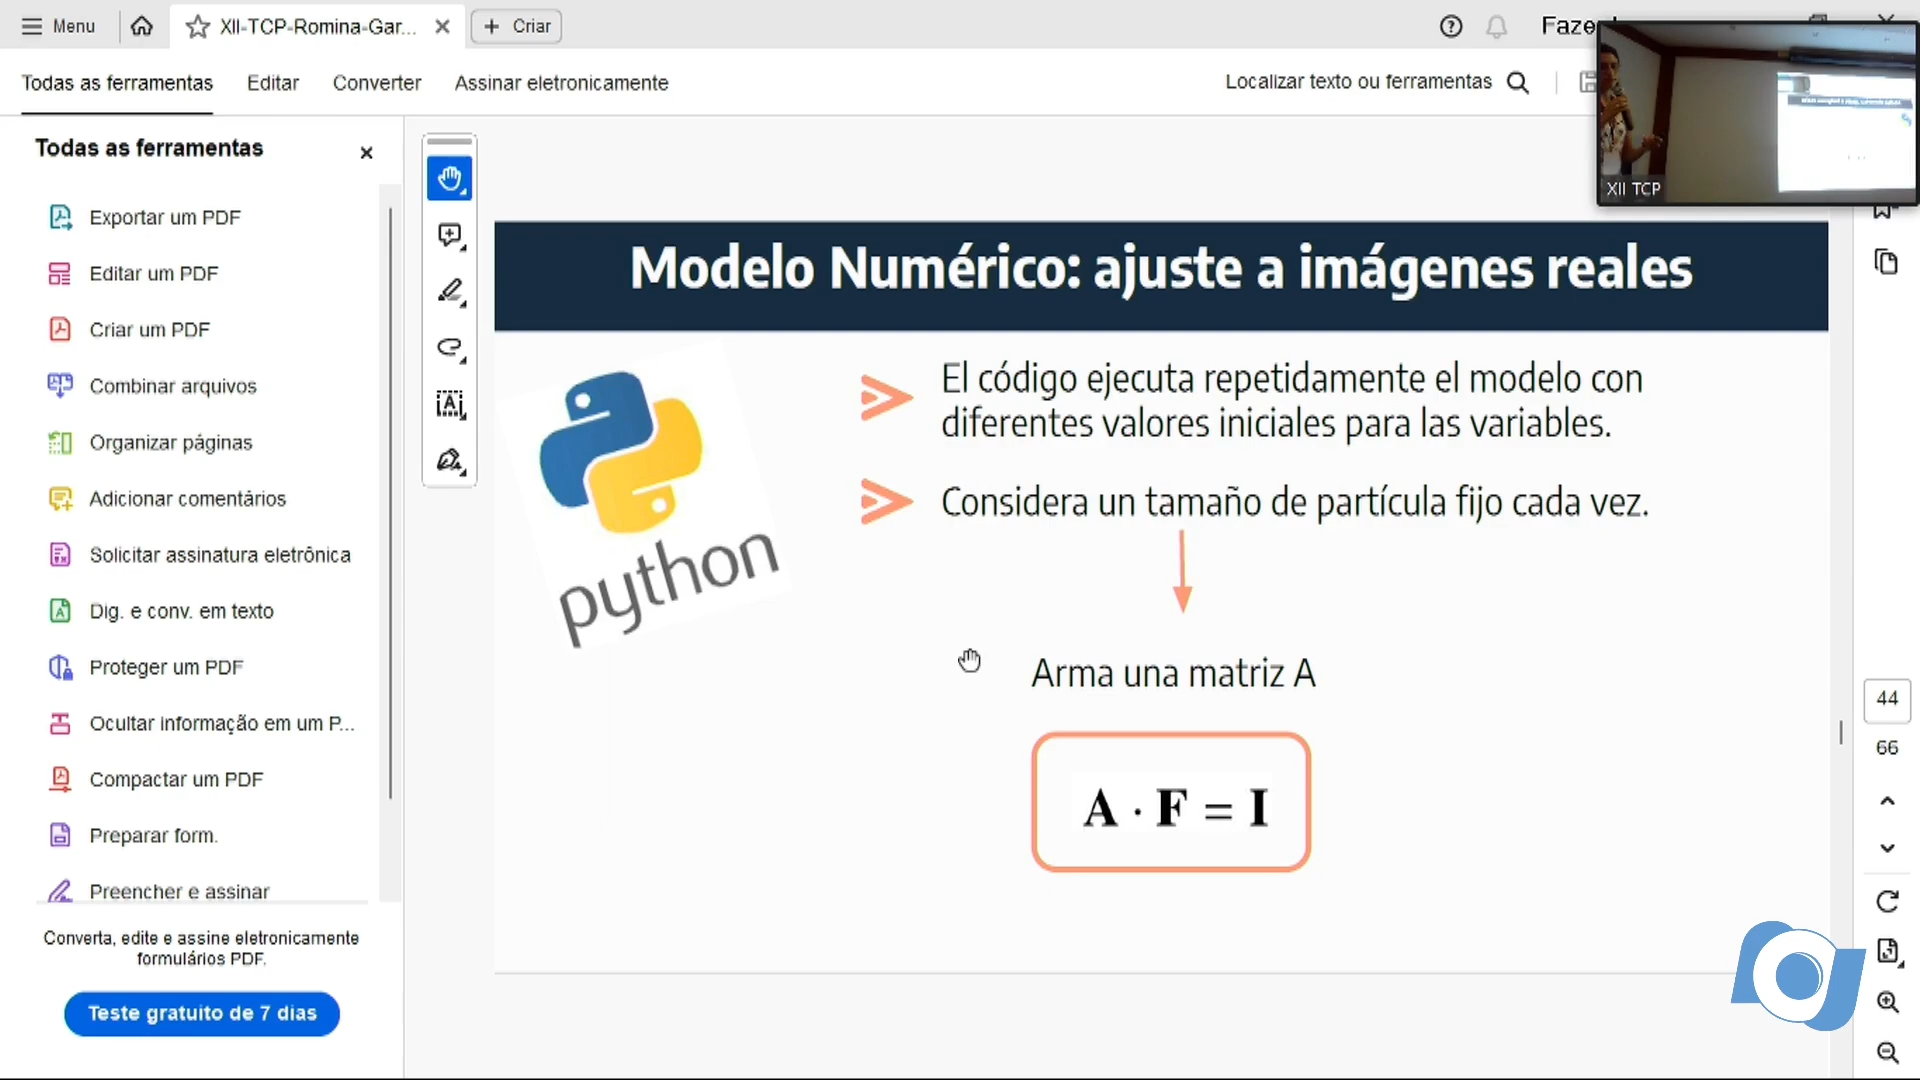 Menu
XII-TCP-Romina-Gar...
Criar
Todas as ferramentas
Editar
Converter
Assinar eletronicamente
Localizar texto ou ferramentas
XII TCP
Todas as ferramentas
Exportar um PDF
Editar um PDF
Criar um PDF
Combinar arquivos
Organizar páginas
Adicionar comentários
Solicitar assinatura eletrônica
Dig. e conv. em texto
Proteger um PDF
Ocultar informação em um P...
Compactar um PDF
Preparar form.
Preencher e assinar
Converta, edite e assine eletronicamente
formulários PDF.
Teste gratuito de 7 dias
Modelo Numérico: ajuste a imágenes reales
python
El código ejecuta repetidamente el modelo con
diferentes valores iniciales para las variables.
Considera un tamaño de partícula fijo cada vez.
Arma una matriz A
A · F = I
44
66